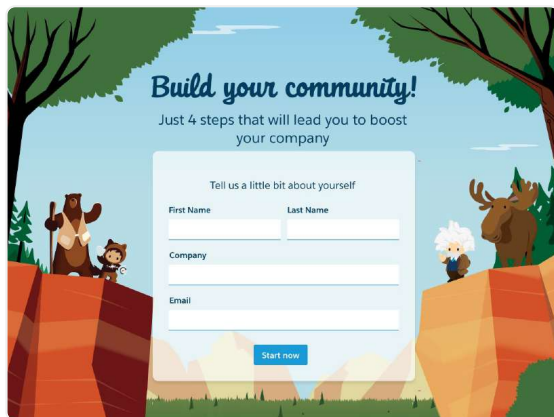 Build your community!
Just 4 steps that will lead you to boost
your company
Tell us a little bit about yourself
First Name Last Name
Company
Email
Start now